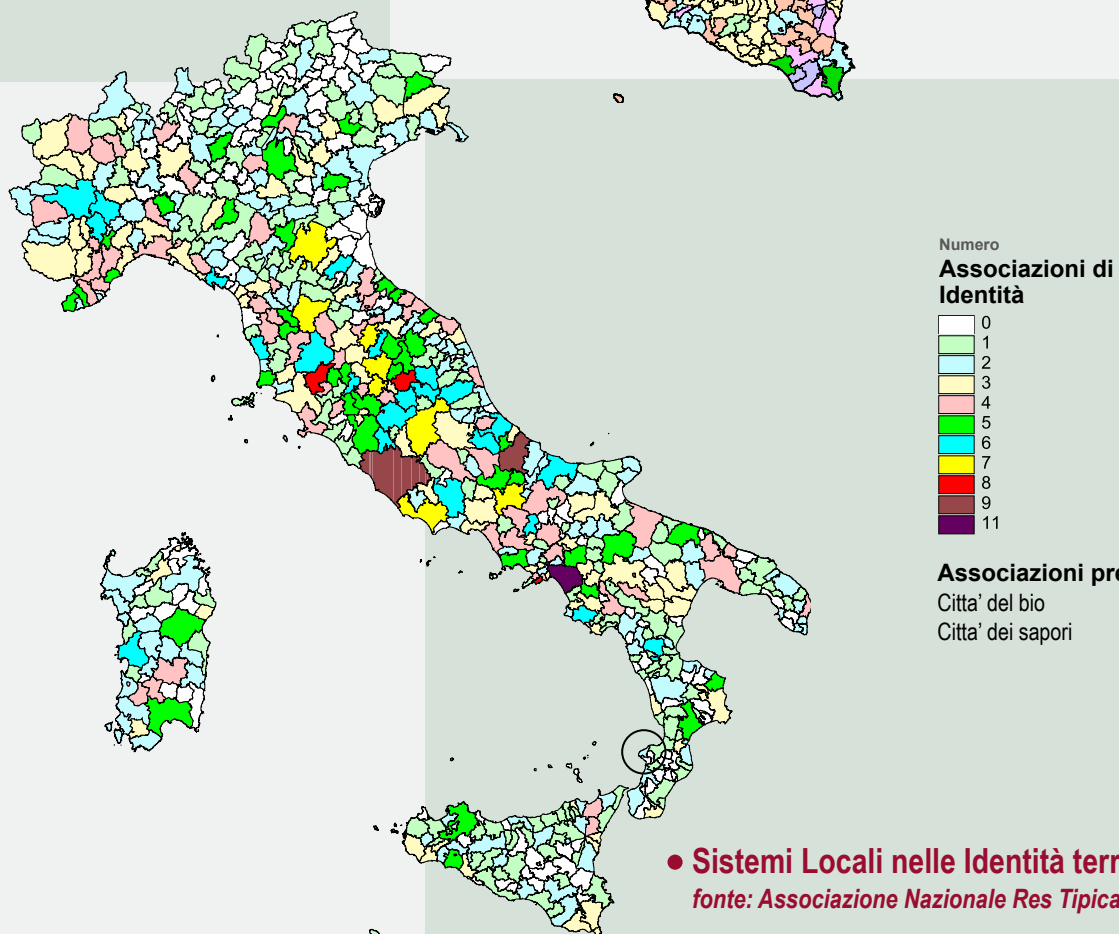 Numero
Associazioni di
Identità
0
1
2
3
4
5
6
7
8
9
11
Associazioni pre
Citta' del bio
Citta' dei sapori
• Sistemi Locali nelle Identità terr
fonte: Associazione Nazionale Res Tipica